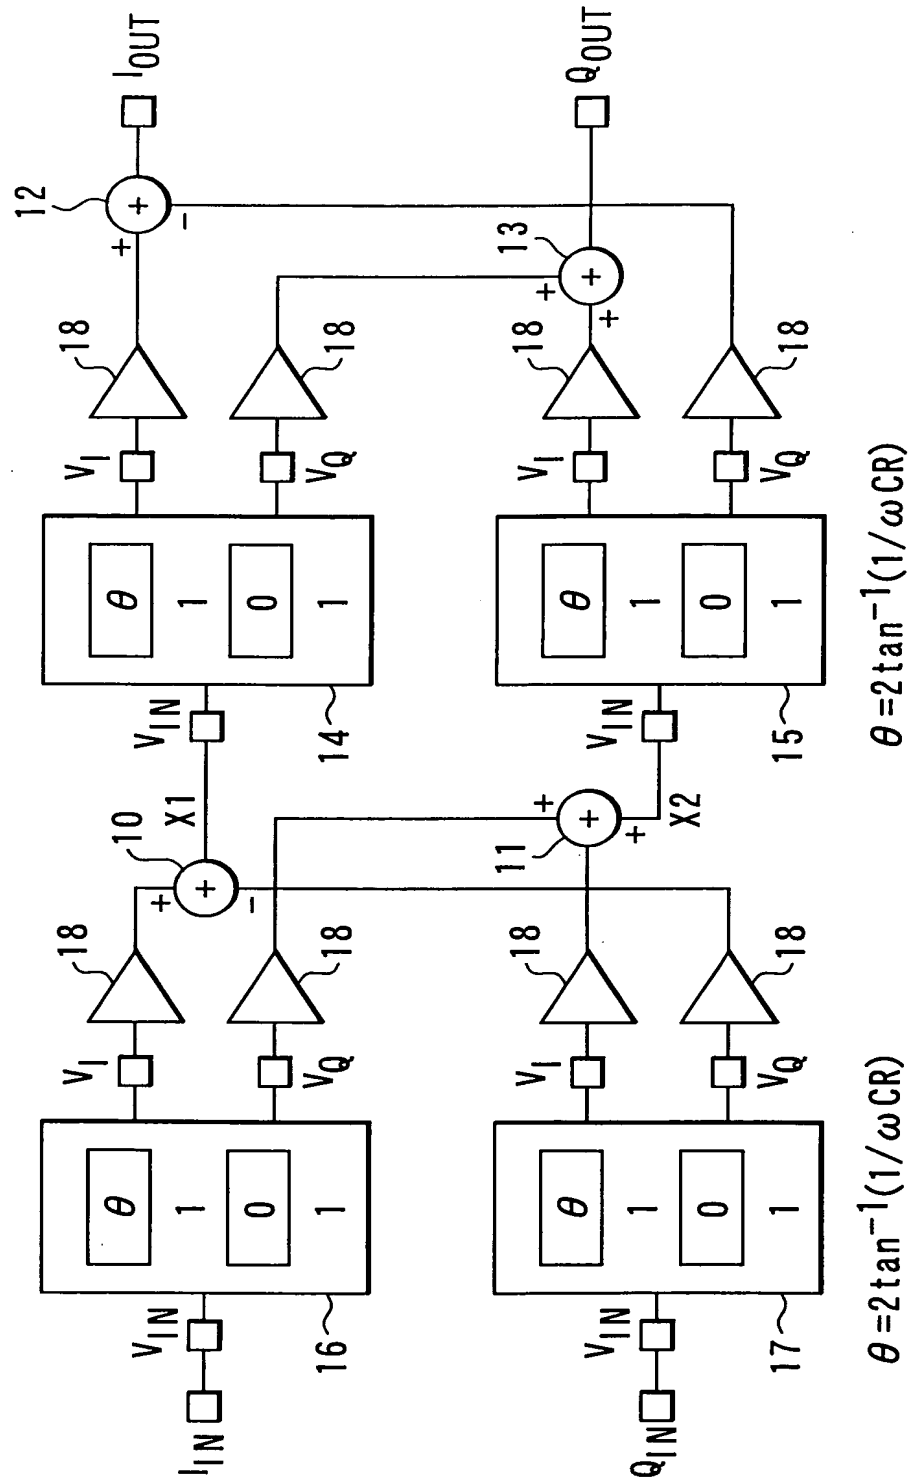 I_IN
V_IN
16
θ
1
0
1
V_I
V_Q
18
18
+
10
+
-
X1
V_IN
14
θ
1
0
1
V_I
V_Q
18
18
+
12
+
-
I_OUT
Q_IN
V_IN
17
θ
1
0
1
V_I
V_Q
18
18
+
11
+
+
X2
V_IN
15
θ
1
0
1
V_I
V_Q
18
18
+
13
+
+
Q_OUT
θ=2tan⁻¹(1/ωCR)
θ=2tan⁻¹(1/ωCR)